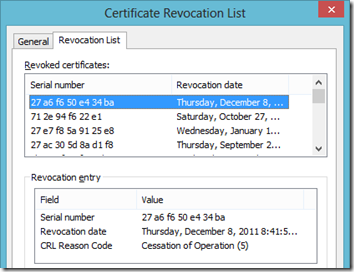 Certificate Revocation List
General Revocation List
Revoked certificates:
Serial number Revocation date
27 a6 f6 50 e4 34 ba Thursday, December 8, ...
71 2e 94 f6 22 e1 Saturday, October 27, ...
27 e7 f8 5a 91 25 e8 Wednesday, January 1...
27 ac 30 5d 8a d1 f8 Thursday, September 2...
Revocation entry
Field Value
Serial number 27 a6 f6 50 e4 34 ba
Revocation date Thursday, December 8, 2011 8:41:5...
CRL Reason Code Cessation of Operation (5)